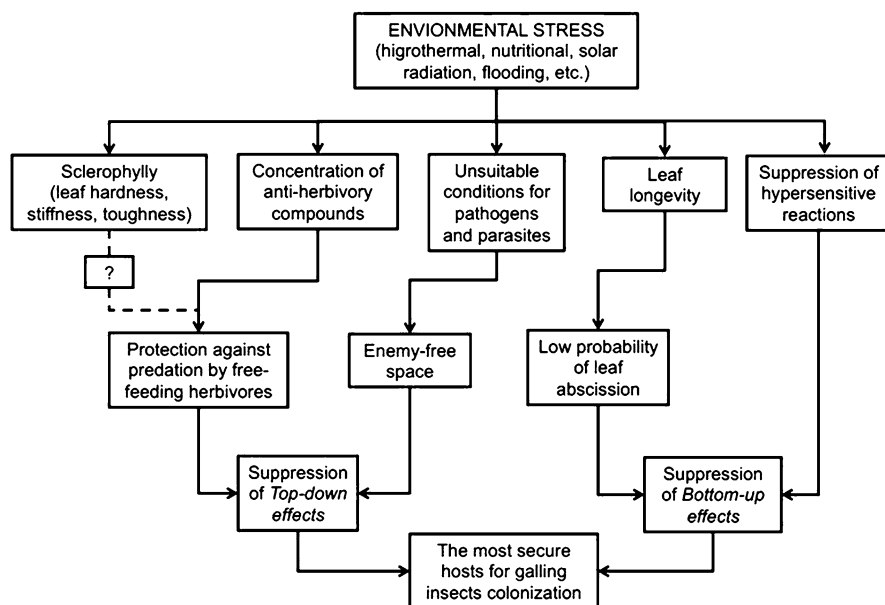 ENVIONMENTAL STRESS
(higrothermal, nutritional, solar
radiation, flooding, etc.)
Sclerophylly
(leaf hardness,
stiffness, toughness)
Concentration of
anti-herbivory
compounds
Unsuitable
conditions for
pathogens
and parasites
Leaf
longevity
Suppression of
hypersensitive
reactions
?
Protection against
predation by free-
feeding herbivores
Enemy-free
space
Low probability
of leaf
abscission
Suppression
of Top-down
effects
Suppression
of Bottom-up
effects
The most secure
hosts for galling
insects colonization